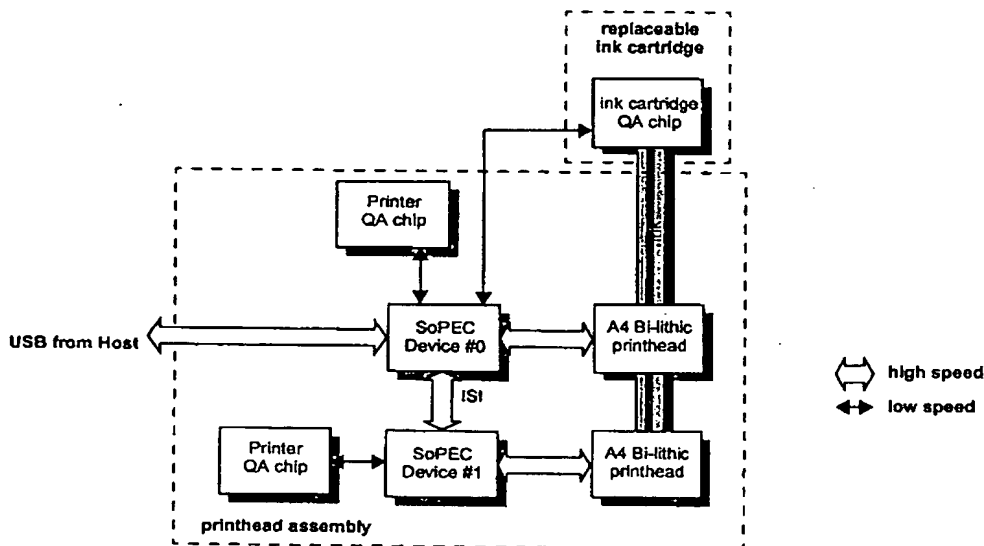 replaceable
ink cartridge
ink cartridge
QA chip
Printer
QA chip
USB from Host
SoPEC
Device #0
A4 Bi-lithic
printhead
high speed
low speed
ISI
Printer
QA chip
SoPEC
Device #1
A4 Bi-lithic
printhead
printhead assembly